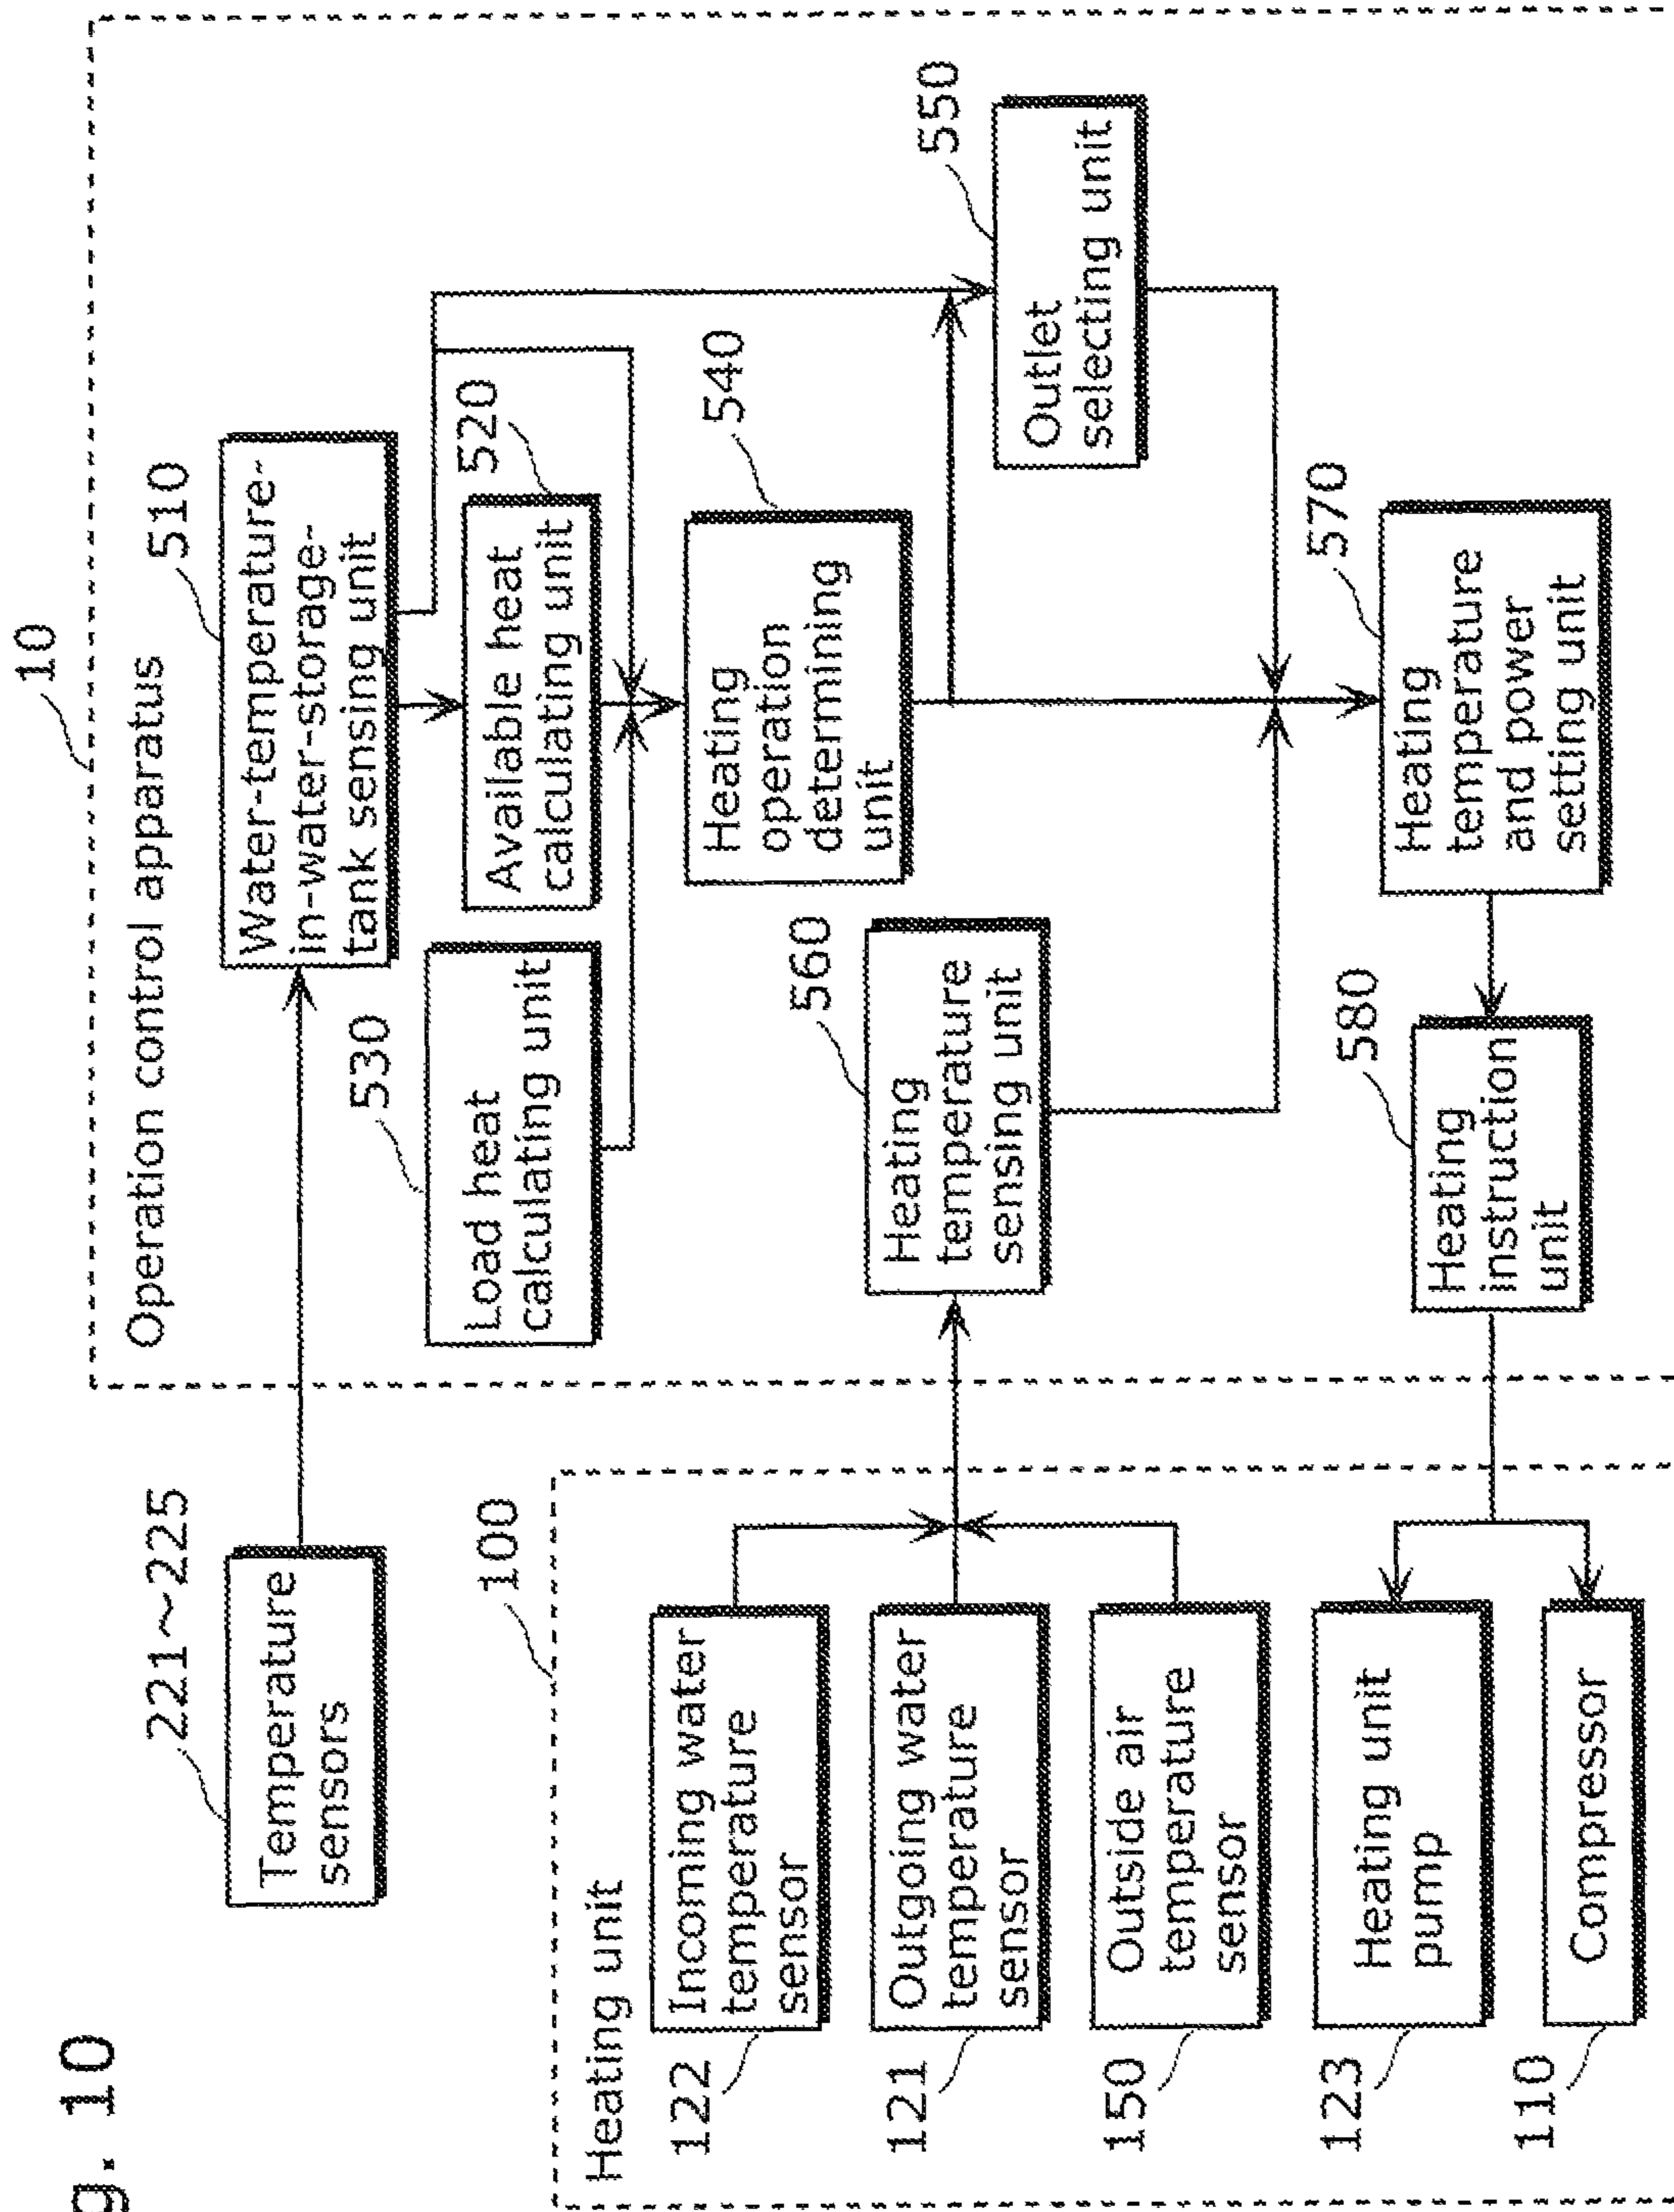 g. 10
10
Operation control apparatus
221~225
Temperature
sensors
510
Water-temperature-
in-water-storage-
tank sensing unit
530
Load heat
calculating unit
520
Available heat
calculating unit
540
Heating
operation
determining
unit
550
Outlet
selecting unit
560
Heating
temperature
sensing unit
570
Heating
temperature
and power
setting unit
580
Heating
instruction
unit
100
Heating unit
122
Incoming water
temperature
sensor
121
Outgoing water
temperature
sensor
150
Outside air
temperature
sensor
123
Heating unit
pump
110
Compressor